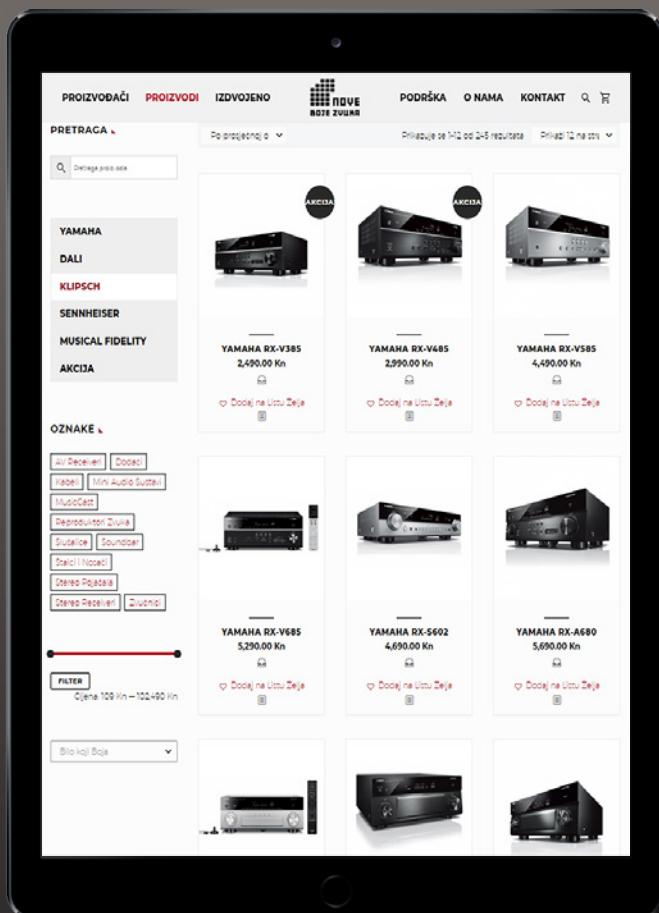 PROIZVOĐAČI PROIZVODI IZDVOJENO NOVE BOJE ZVUKA PODRŠKA O NAMA KONTAKT
PRETRAGA
Po prosječnoj o
Prikazuje se 1-12 od 245 rezultata
Prikaži 12 na stra
Pretraga proizvoda
YAMAHA
DALI
KLIPSCH
SENNHEISER
MUSICAL FIDELITY
AKCIJA
OZNAKE
AV Receiveri Dodaci
Kabeli Mini Audio Sustavi
MusicCast
Reproduktori Zvuka
Slušalice Soundbar
Stalci i Nosači
Stereo Pojačala
Stereo Receiveri Zvučnici
FILTER
Cijena: 109 Kn — 102,490 Kn
Bilo koji Boja
AKCIJA
YAMAHA RX-V385
2,490.00 Kn
Dodaj na Listu Želja
AKCIJA
YAMAHA RX-V485
2,990.00 Kn
Dodaj na Listu Želja
YAMAHA RX-V585
4,490.00 Kn
Dodaj na Listu Želja
YAMAHA RX-V685
5,290.00 Kn
Dodaj na Listu Želja
YAMAHA RX-S602
4,690.00 Kn
Dodaj na Listu Želja
YAMAHA RX-A680
5,690.00 Kn
Dodaj na Listu Želja